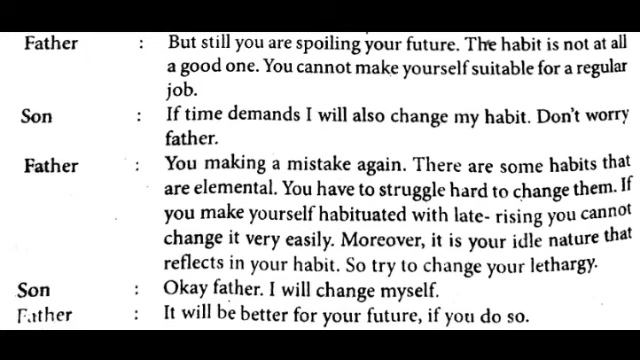 Father : But still you are spoiling your future. The habit is not at all
a good one. You cannot make yourself suitable for a regular
job.
Son : If time demands I will also change my habit. Don't worry
father.
Father : You making a mistake again. There are some habits that
are elemental. You have to struggle hard to change them. If
you make yourself habituated with late- rising you cannot
change it very easily. Moreover, it is your idle nature that
reflects in your habit. So try to change your lethargy.
Son : Okay father. I will change myself.
Father : It will be better for your future, if you do so.